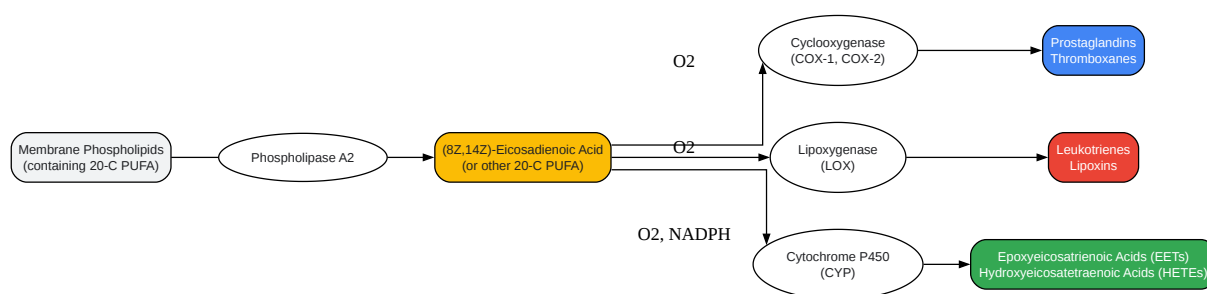 Membrane Phospholipids
(containing 20-C PUFA)
Phospholipase A2
(8Z,14Z)-Eicosadienoic Acid
(or other 20-C PUFA)
O2
O2
O2, NADPH
Cyclooxygenase
(COX-1, COX-2)
Lipoxygenase
(LOX)
Cytochrome P450
(CYP)
Prostaglandins
Thromboxanes
Leukotrienes
Lipoxins
Epoxyeicosatrienoic Acids (EETs)
Hydroxyeicosatetraenoic Acids (HETEs)